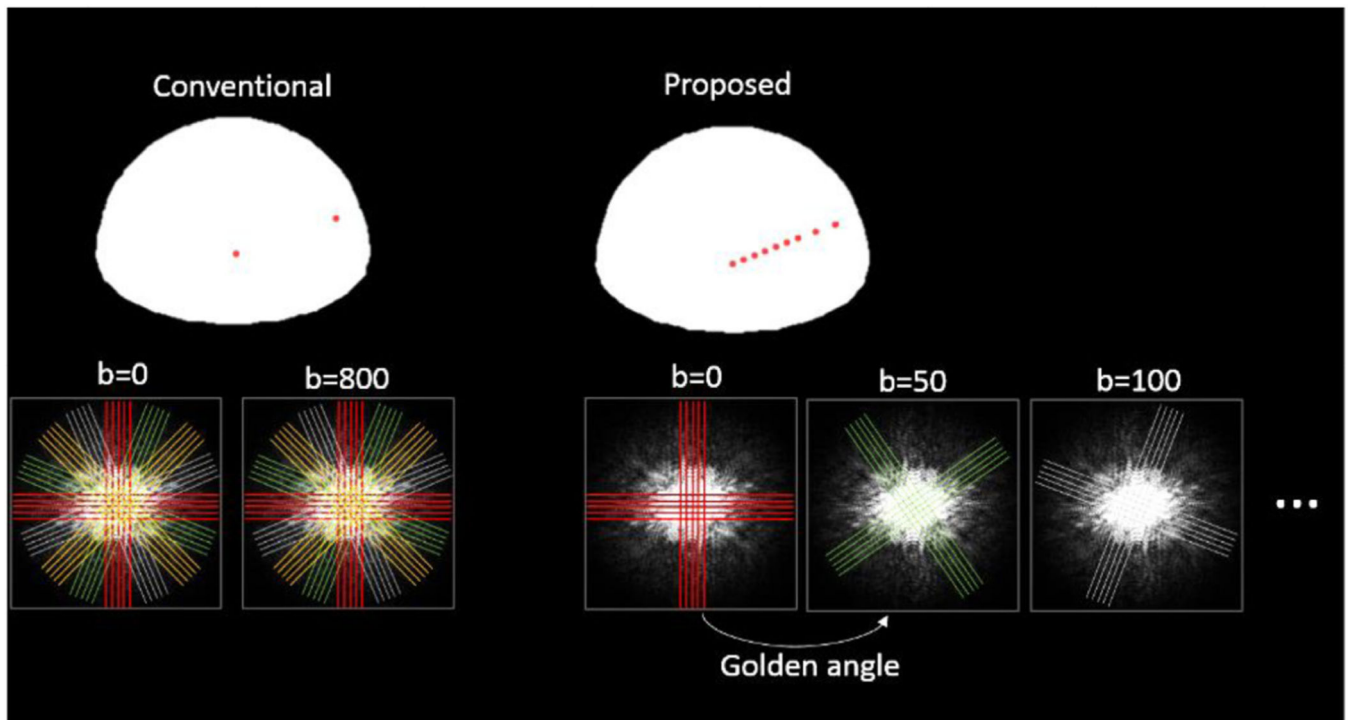 Conventional
Proposed
b=0
b=800
b=0
b=50
b=100
...
Golden angle